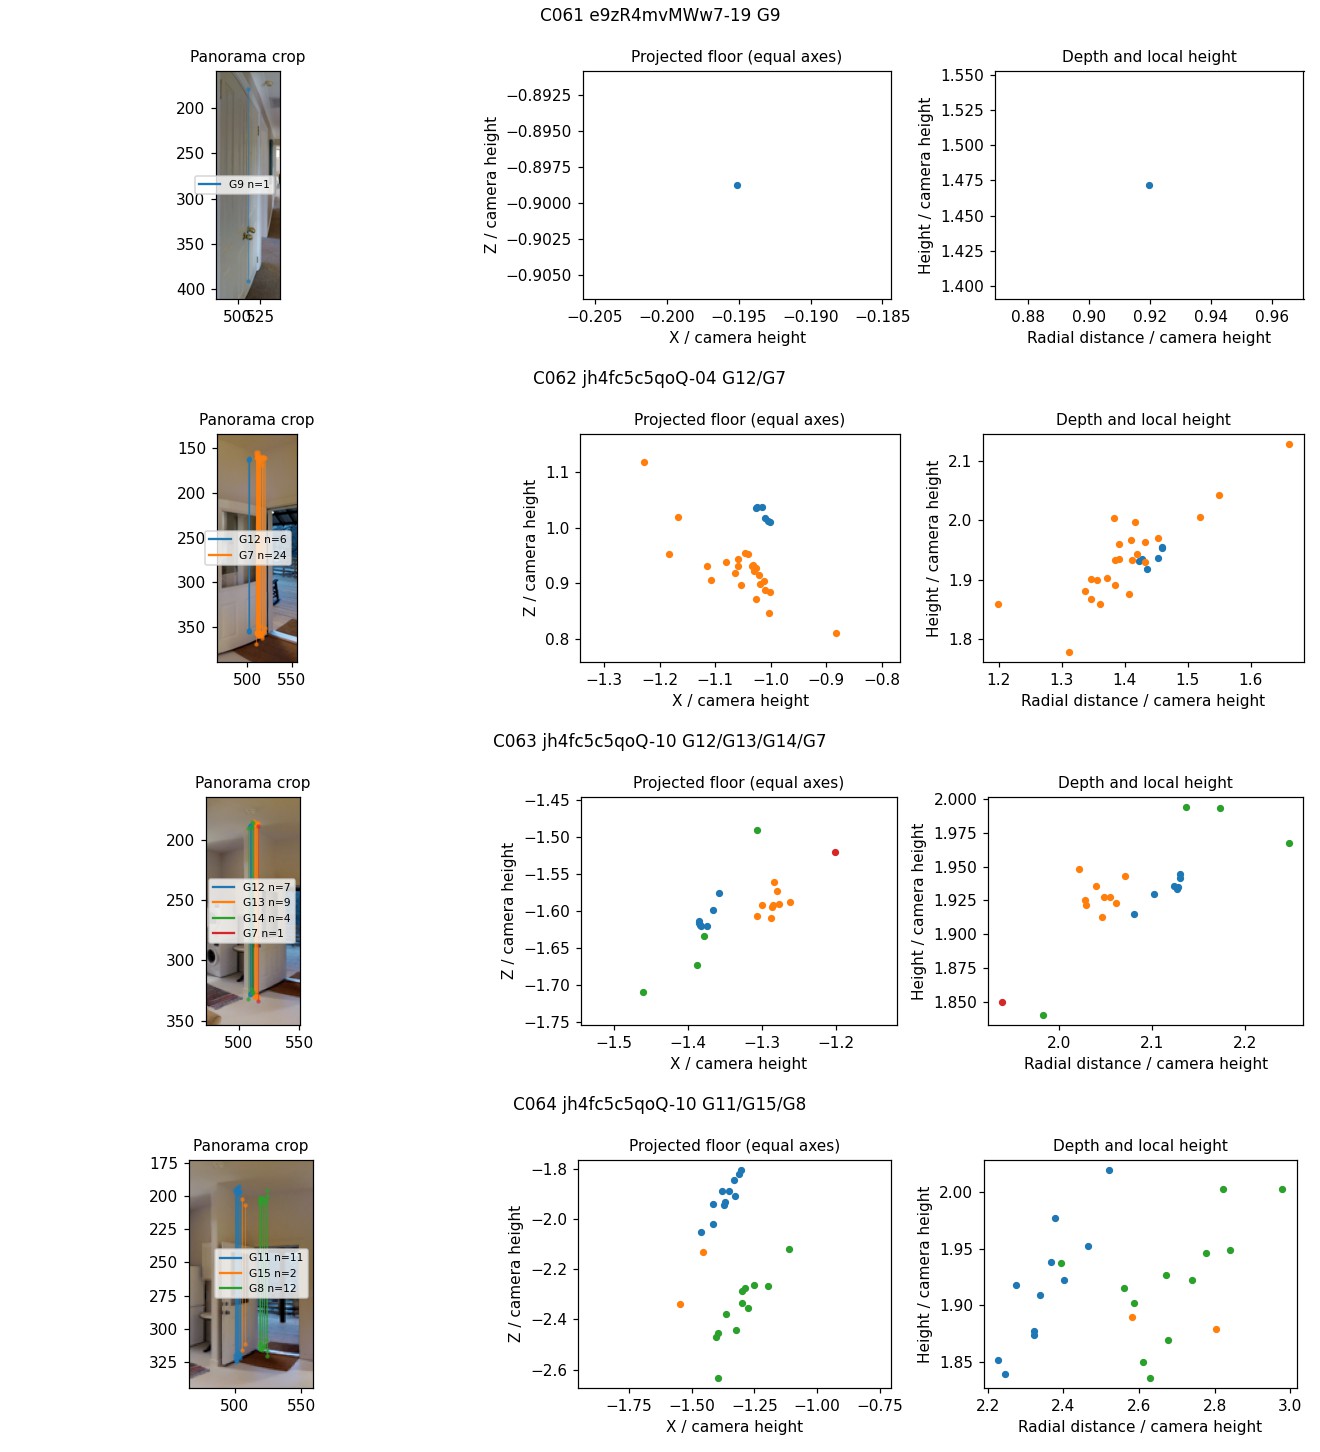 C061 e9zR4mvMWw7-19 G9
Panorama crop
Projected floor (equal axes)
Depth and local height
200
250
300
350
400
500
525
G9 n=1
−0.8925
−0.8950
−0.8975
−0.9000
−0.9025
−0.9050
Z / camera height
−0.205
−0.200
−0.195
−0.190
−0.185
X / camera height
1.550
1.525
1.500
1.475
1.450
1.425
1.400
Height / camera height
0.88
0.90
0.92
0.94
0.96
Radial distance / camera height
C062 jh4fc5c5qoQ-04 G12/G7
Panorama crop
Projected floor (equal axes)
Depth and local height
150
200
250
300
350
500
550
G12 n=6
G7 n=24
1.1
1.0
0.9
0.8
Z / camera height
−1.3
−1.2
−1.1
−1.0
−0.9
−0.8
X / camera height
2.1
2.0
1.9
1.8
Height / camera height
1.2
1.3
1.4
1.5
1.6
Radial distance / camera height
C063 jh4fc5c5qoQ-10 G12/G13/G14/G7
Panorama crop
Projected floor (equal axes)
Depth and local height
200
250
300
350
500
550
G12 n=7
G13 n=9
G14 n=4
G7 n=1
−1.45
−1.50
−1.55
−1.60
−1.65
−1.70
−1.75
Z / camera height
−1.5
−1.4
−1.3
−1.2
X / camera height
2.000
1.975
1.950
1.925
1.900
1.875
1.850
Height / camera height
2.0
2.1
2.2
Radial distance / camera height
C064 jh4fc5c5qoQ-10 G11/G15/G8
Panorama crop
Projected floor (equal axes)
Depth and local height
175
200
225
250
275
300
325
500
550
G11 n=11
G15 n=2
G8 n=12
−1.8
−2.0
−2.2
−2.4
−2.6
Z / camera height
−1.75
−1.50
−1.25
−1.00
−0.75
X / camera height
2.00
1.95
1.90
1.85
Height / camera height
2.2
2.4
2.6
2.8
3.0
Radial distance / camera height